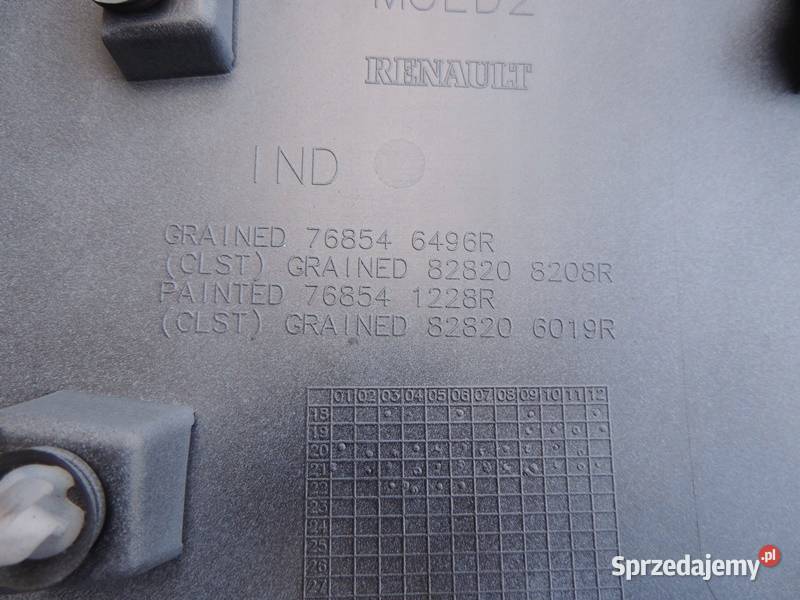 MOLD2
RENAULT
IND
GRAINED 76854 6496R
(CLST) GRAINED 82820 8208R
PAINTED 76854 1228R
(CLST) GRAINED 82820 6019R
01 02 03 04 05 06 07 08 09 10 11 12
18
19
20
21
22
23
24
25
26
27
Sprzedajemy.pl